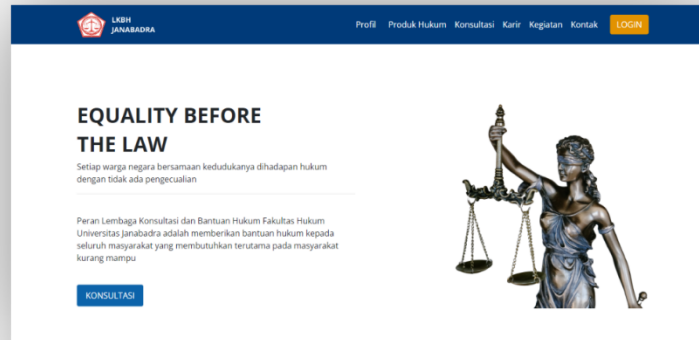 LKBH
JANABADRA
Profil Produk Hukum Konsultasi Karir Kegiatan Kontak LOGIN
EQUALITY BEFORE
THE LAW
Setiap warga negara bersamaan kedudukanya dihadapan hukum
dengan tidak ada pengecualian
Peran Lembaga Konsultasi dan Bantuan Hukum Fakultas Hukum
Universitas Janabadra adalah memberikan bantuan hukum kepada
seluruh masyarakat yang membutuhkan terutama pada masyarakat
kurang mampu
KONSULTASI